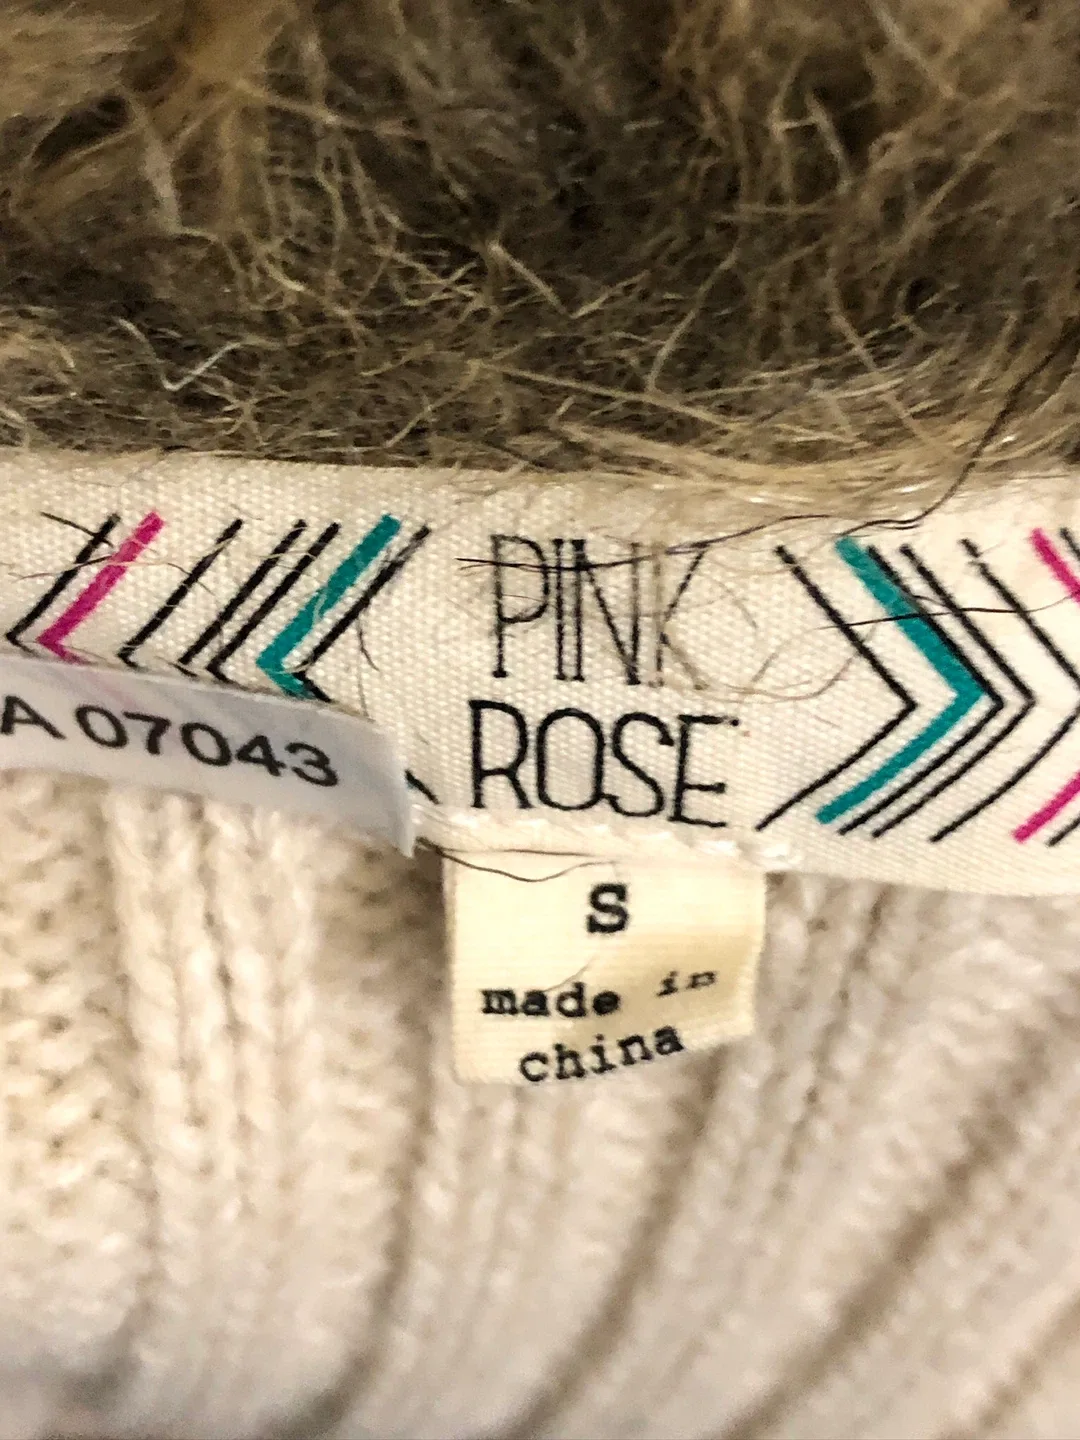 PINK
ROSE
A 07043
S
made in
china